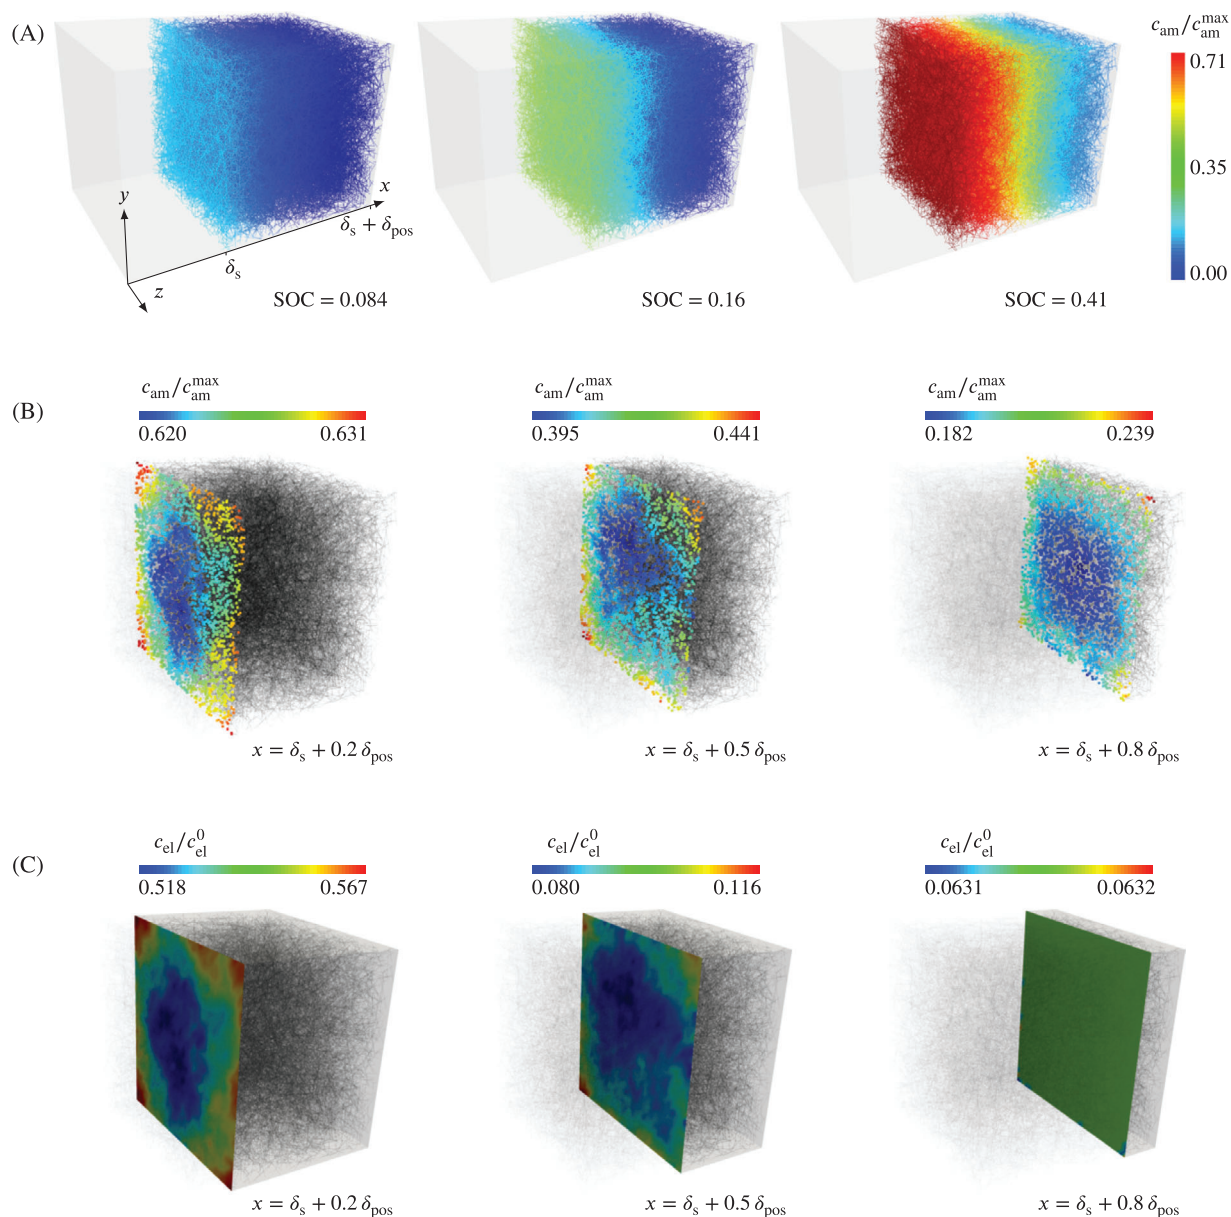 (A)
c_am/c_am^max
0.71
0.35
0.00
y
x
z
δ_s
δ_s + δ_pos
SOC = 0.084
SOC = 0.16
SOC = 0.41
(B)
c_am/c_am^max
0.620 0.631
c_am/c_am^max
0.395 0.441
c_am/c_am^max
0.182 0.239
x = δ_s + 0.2 δ_pos
x = δ_s + 0.5 δ_pos
x = δ_s + 0.8 δ_pos
(C)
c_el/c_el^0
0.518 0.567
c_el/c_el^0
0.080 0.116
c_el/c_el^0
0.0631 0.0632
x = δ_s + 0.2 δ_pos
x = δ_s + 0.5 δ_pos
x = δ_s + 0.8 δ_pos